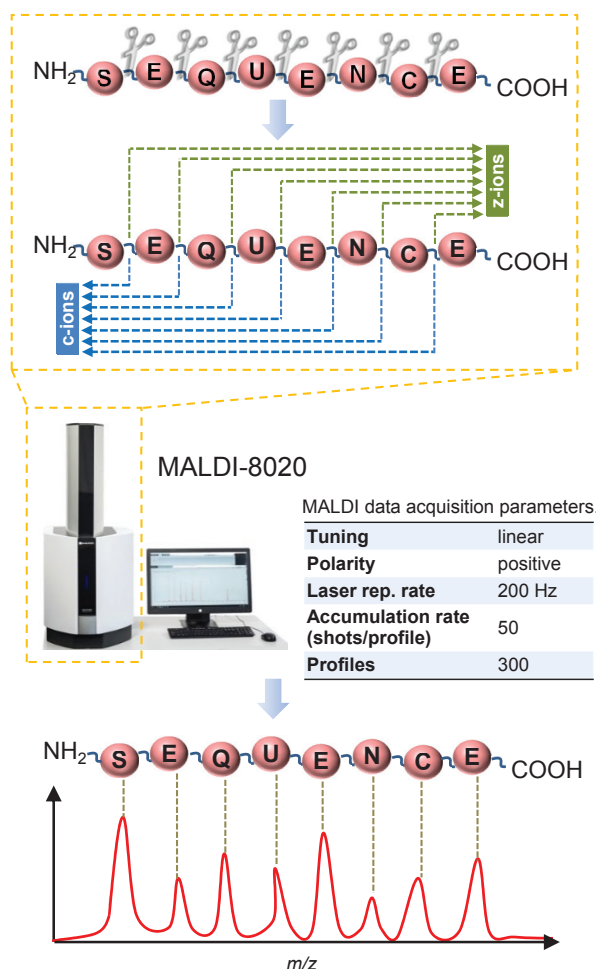 NH2 S E Q U E N C E COOH
z-ions
NH2 S E Q U E N C E COOH
c-ions
MALDI-8020
MALDI data acquisition parameters.
Tuning linear
Polarity positive
Laser rep. rate 200 Hz
Accumulation rate
(shots/profile) 50
Profiles 300
NH2 S E Q U E N C E COOH
m/z